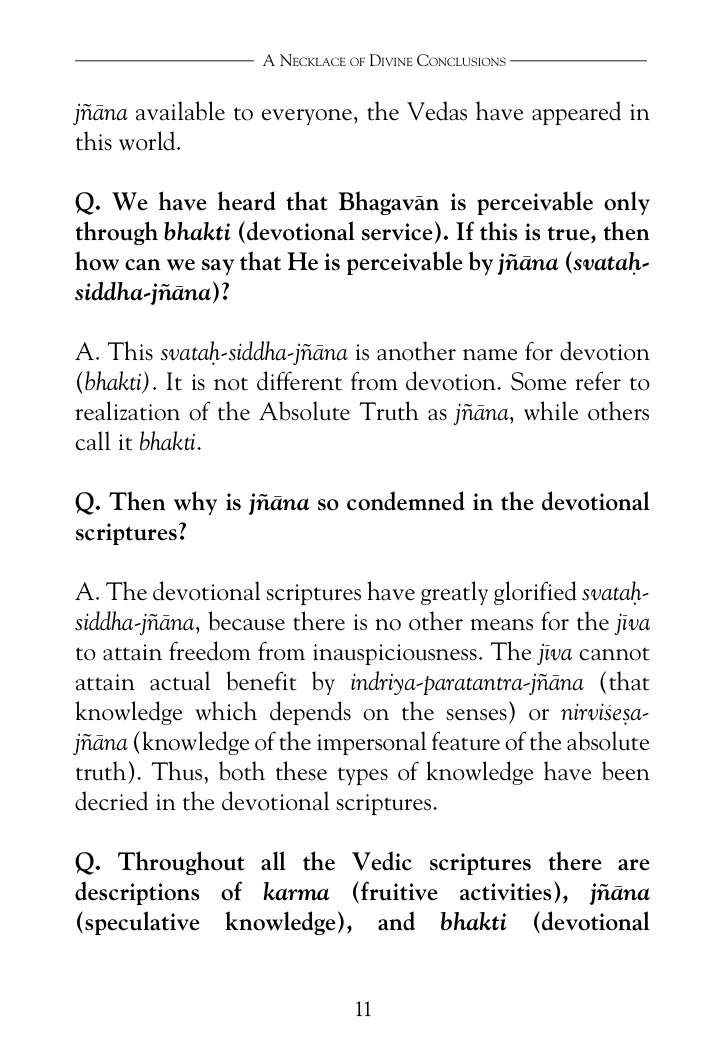 A Necklace of Divine Conclusions
jñāna available to everyone, the Vedas have appeared in
this world.
Q. We have heard that Bhagavān is perceivable only
through bhakti (devotional service). If this is true, then
how can we say that He is perceivable by jñāna (svataḥ-
siddha-jñāna)?
A. This svataḥ-siddha-jñāna is another name for devotion
(bhakti). It is not different from devotion. Some refer to
realization of the Absolute Truth as jñāna, while others
call it bhakti.
Q. Then why is jñāna so condemned in the devotional
scriptures?
A. The devotional scriptures have greatly glorified svataḥ-
siddha-jñāna, because there is no other means for the jīva
to attain freedom from inauspiciousness. The jīva cannot
attain actual benefit by indriya-paratantra-jñāna (that
knowledge which depends on the senses) or nirviśeṣa-
jñāna (knowledge of the impersonal feature of the absolute
truth). Thus, both these types of knowledge have been
decried in the devotional scriptures.
Q. Throughout all the Vedic scriptures there are
descriptions of karma (fruitive activities), jñāna
(speculative knowledge), and bhakti (devotional
11